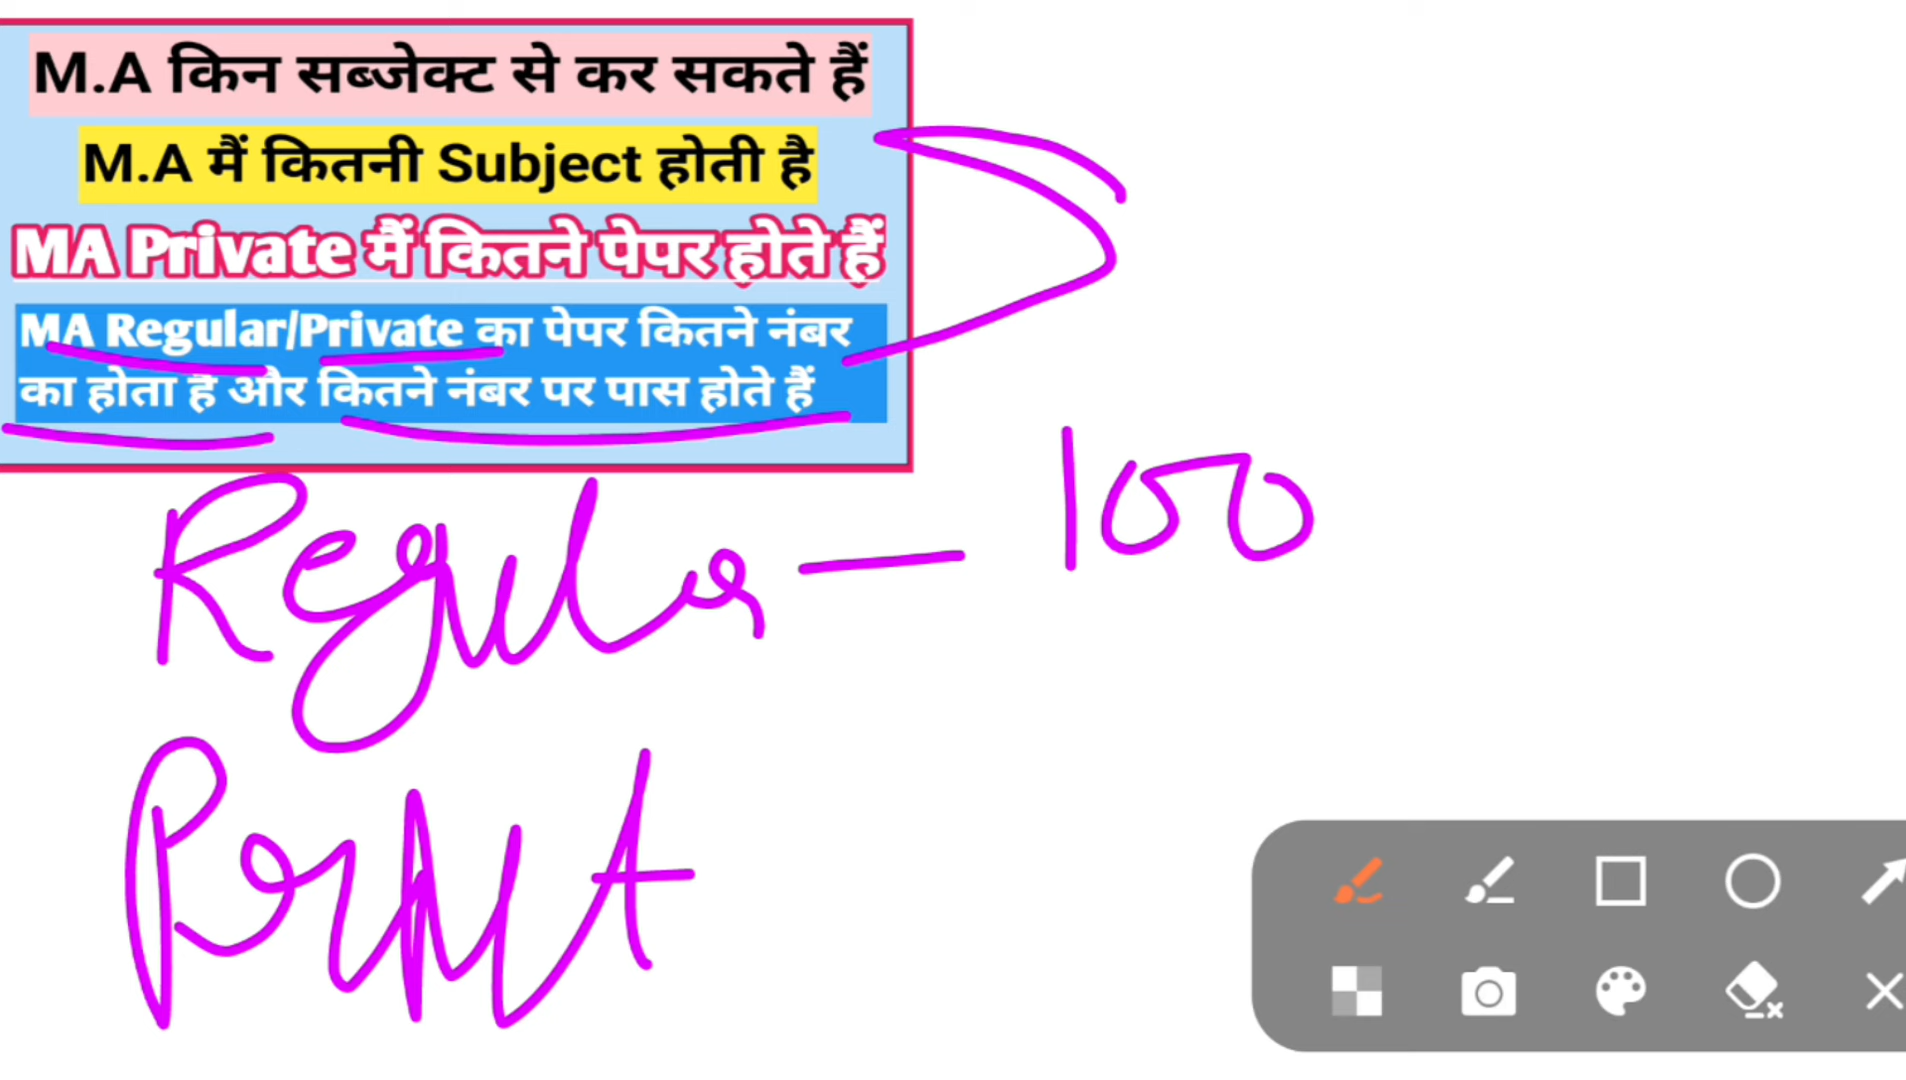 M.A किन सब्जेक्ट से कर सकते हैं
M.A मैं कितनी Subject होती है
MA Private मैं कितने पेपर होते हैं
MA Regular/Private का पेपर कितने नंबर
का होता है और कितने नंबर पर पास होते हैं
Regular — 100